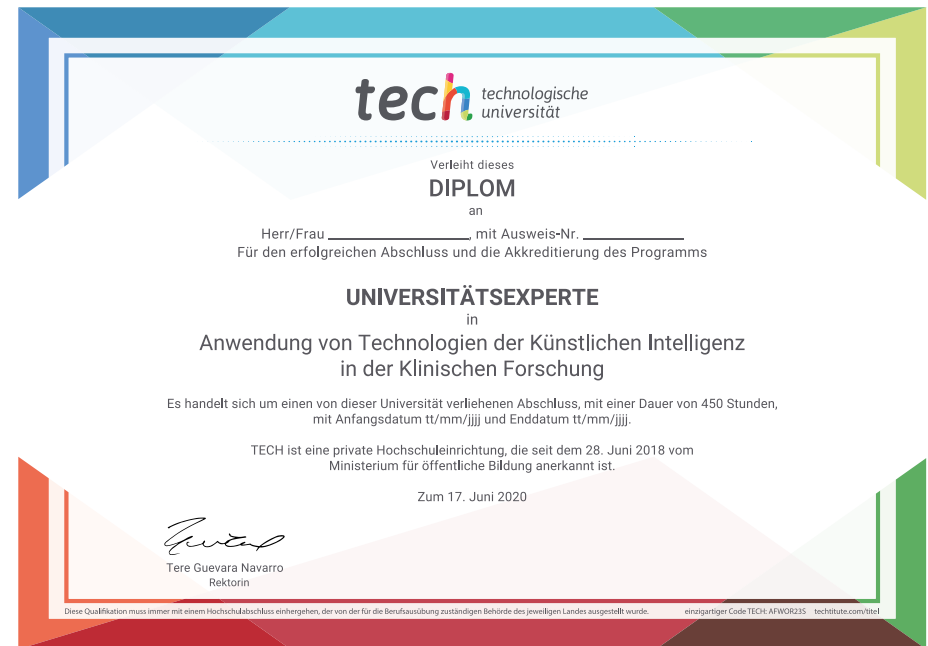 tech technologische
universität
Verleiht dieses
DIPLOM
an
Herr/Frau ____________________, mit Ausweis-Nr. ______________
Für den erfolgreichen Abschluss und die Akkreditierung des Programms
UNIVERSITÄTSEXPERTE
in
Anwendung von Technologien der Künstlichen Intelligenz
in der Klinischen Forschung
Es handelt sich um einen von dieser Universität verliehenen Abschluss, mit einer Dauer von 450 Stunden,
mit Anfangsdatum tt/mm/jjjj und Enddatum tt/mm/jjjj.
TECH ist eine private Hochschuleinrichtung, die seit dem 28. Juni 2018 vom
Ministerium für öffentliche Bildung anerkannt ist.
Zum 17. Juni 2020
Tere Guevara Navarro
Rektorin
Diese Qualifikation muss immer mit einem Hochschulabschluss einhergehen, der von der für die Berufsausübung zuständigen Behörde des jeweiligen Landes ausgestellt wurde. einzigartiger Code TECH: AFWOR23S techtitute.com/titel